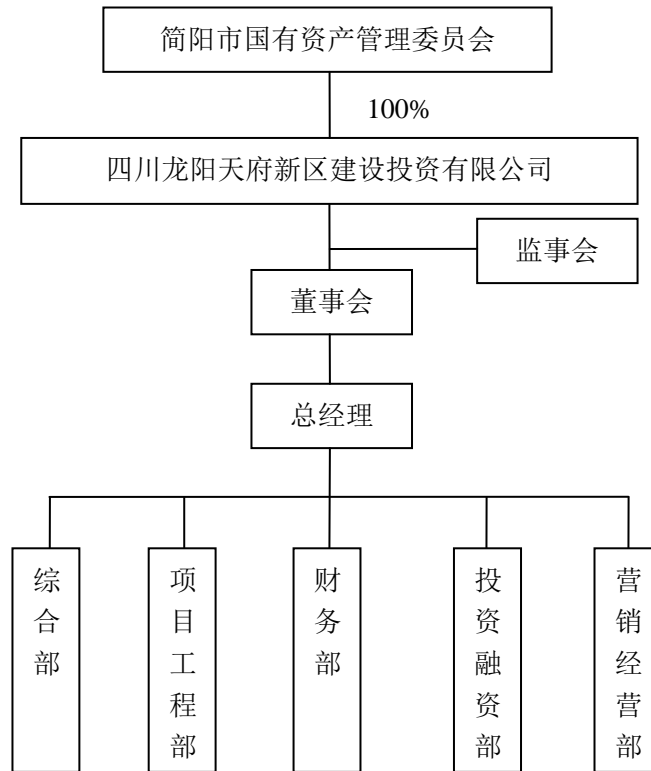 简阳市国有资产管理委员会
100%
四川龙阳天府新区建设投资有限公司
监事会
董事会
总经理
综合部
项目工程部
财务部
投资融资部
营销经营部